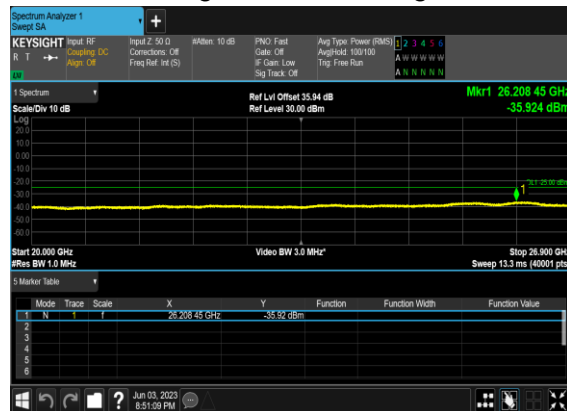 Spectrum Analyzer 1
Swept SA
+
KEYSIGHT Input: RF Input Z: 50 Ω #Atten: 10 dB PNO: Fast Avg Type: Power (RMS) 1 2 3 4 5 6
R T Coupling: DC Corrections: Off Gate: Off Avg|Hold: 100/100 A W W W W W
Align: Off Freq Ref: Int (S) IF Gain: Low Trig: Free Run
LW Sig Track: Off A N N N N N
1 Spectrum Ref Lvl Offset 35.94 dB Mkr1 26.208 45 GHz
Scale/Div 10 dB Ref Level 30.00 dBm -35.924 dBm
Log
20.0
10.0
0.00
-10.0
-20.0
1 DL1 -25.00 dBm
-30.0
-40.0
-50.0
-60.0
Start 20.000 GHz Video BW 3.0 MHz* Stop 26.900 GHz
#Res BW 1.0 MHz Sweep 13.3 ms (40001 pts)
5 Marker Table
Mode Trace Scale X Y Function Function Width Function Value
1 N 1 f 26.208 45 GHz -35.92 dBm
2
3
4
5
6
? Jun 03, 2023
8:51:09 PM